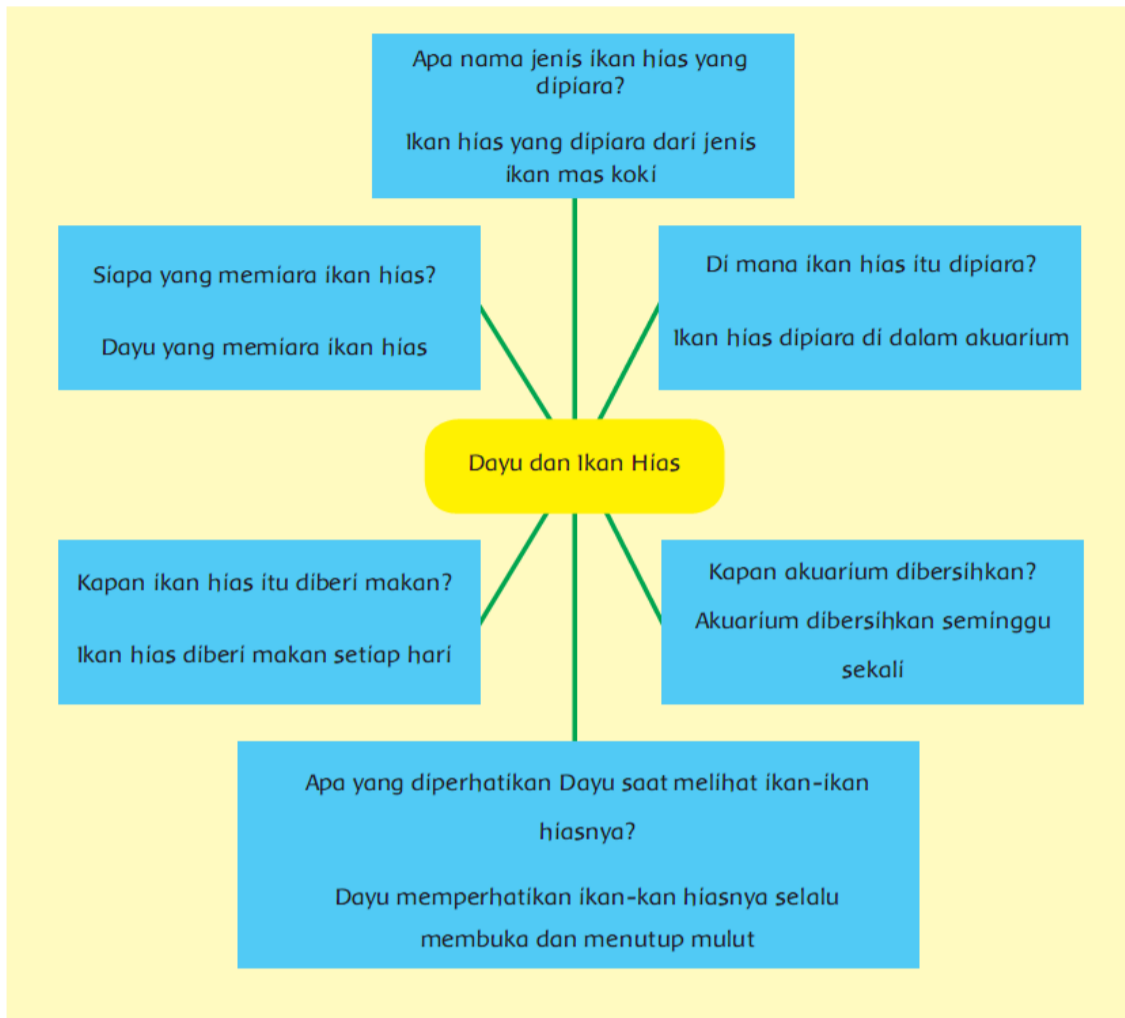 Apa nama jenis ikan hias yang
dipiara?
Ikan hias yang dipiara dari jenis
ikan mas koki
Siapa yang memiara ikan hias?
Dayu yang memiara ikan hias
Di mana ikan hias itu dipiara?
Ikan hias dipiara di dalam akuarium
Dayu dan Ikan Hias
Kapan ikan hias itu diberi makan?
Ikan hias diberi makan setiap hari
Kapan akuarium dibersihkan?
Akuarium dibersihkan seminggu
sekali
Apa yang diperhatikan Dayu saat melihat ikan-ikan
hiasnya?
Dayu memperhatikan ikan-kan hiasnya selalu
membuka dan menutup mulut